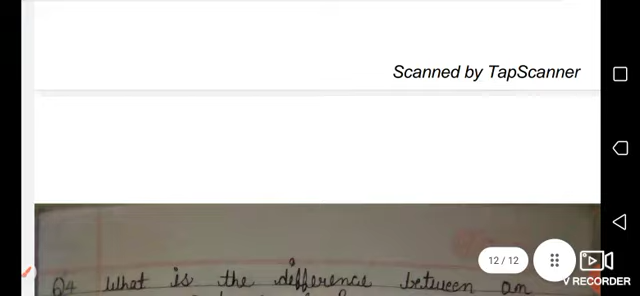 Scanned by TapScanner
12 / 12
V RECORDER
Q4 What is the difference between an